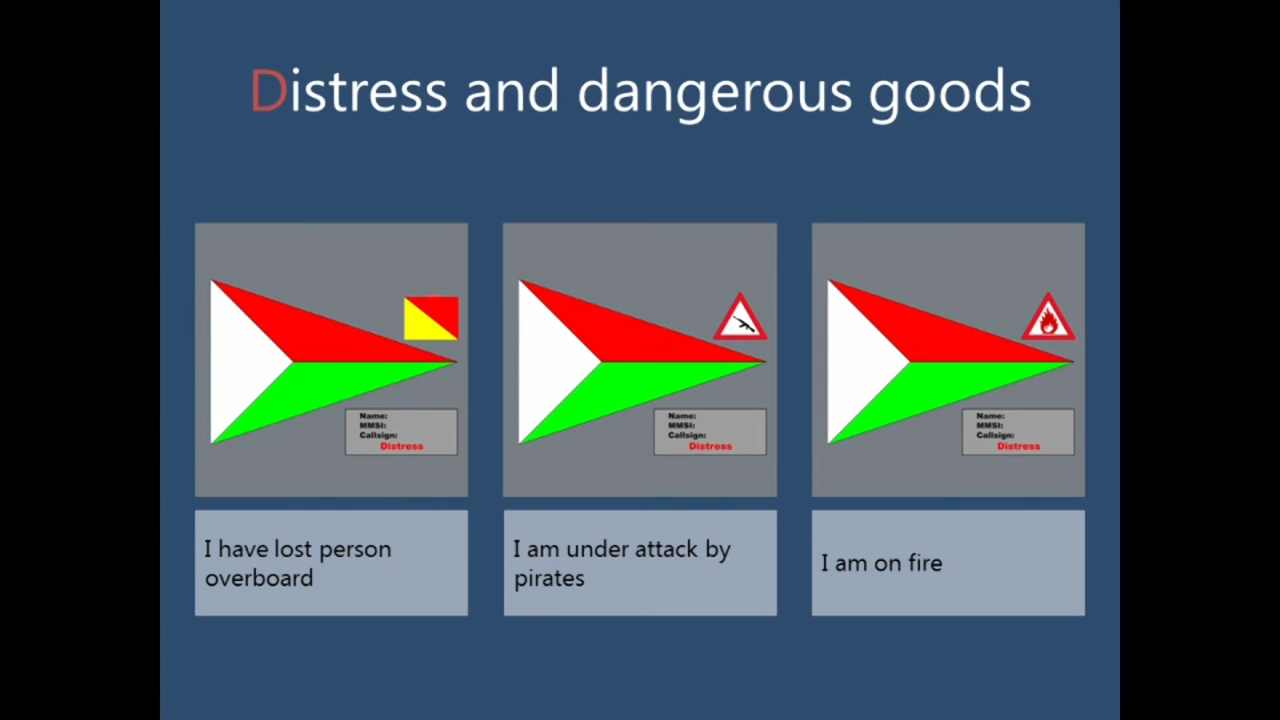 Distress and dangerous goods
Name:
MMSI:
Callsign:
Distress
Name:
MMSI:
Callsign:
Distress
Name:
MMSI:
Callsign:
Distress
I have lost person
overboard
I am under attack by
pirates
I am on fire